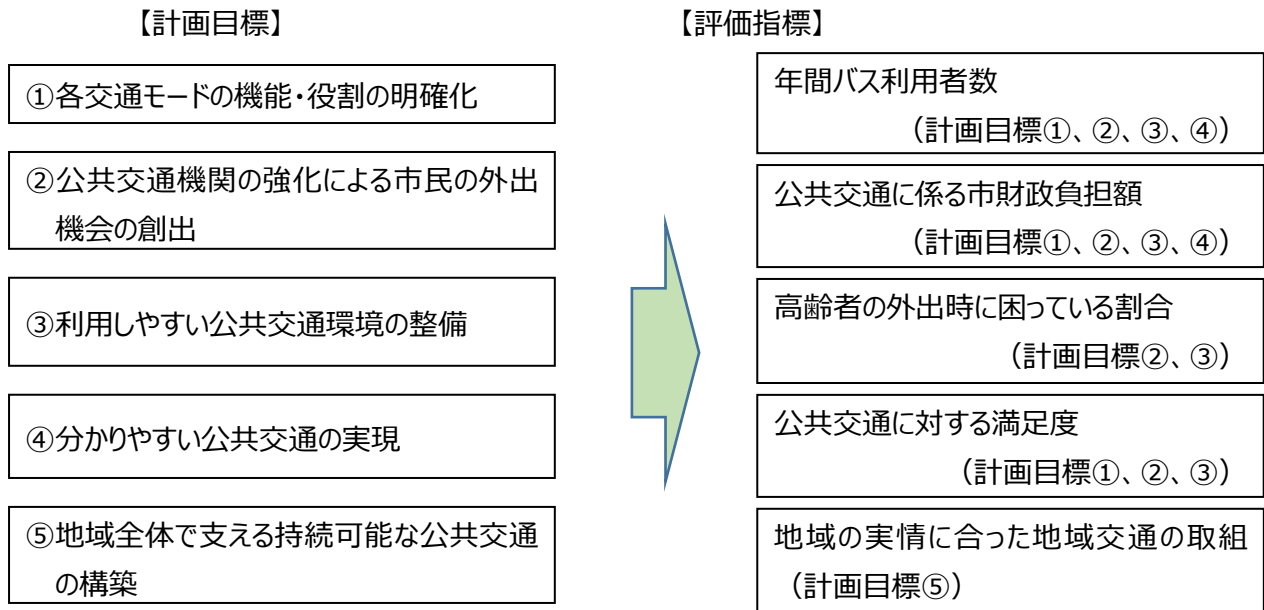 【計画目標】
①各交通モードの機能・役割の明確化
②公共交通機関の強化による市民の外出
機会の創出
③利用しやすい公共交通環境の整備
④分かりやすい公共交通の実現
⑤地域全体で支える持続可能な公共交通
の構築
【評価指標】
年間バス利用者数
（計画目標①、②、③、④）
公共交通に係る市財政負担額
（計画目標①、②、③、④）
高齢者の外出時に困っている割合
（計画目標②、③）
公共交通に対する満足度
（計画目標①、②、③）
地域の実情に合った地域交通の取組
（計画目標⑤）